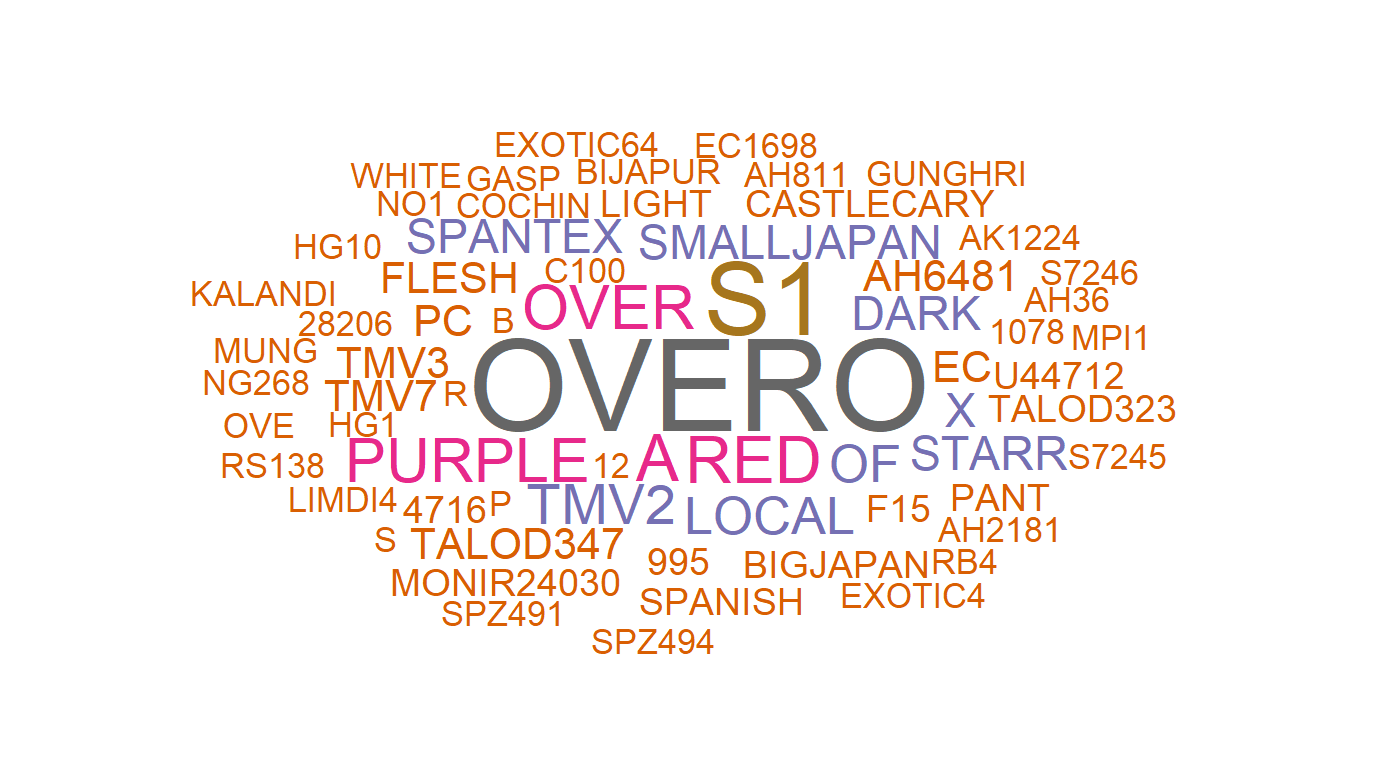 EXOTIC64 EC1698
WHITE GASP BIJAPUR AH811 GUNGHRI
NO1 COCHIN LIGHT CASTLECARY
HG10 SPANTEX SMALLJAPAN AK1224
FLESH C100 S1 AH6481 S7246
KALANDI OVER DARK AH36
28206 PC B 1078 MPI1
MUNG TMV3 OVERO EC U44712
NG268 TMV7 R X TALOD323
OVE HG1
RS138 PURPLE 12 A RED OF STARR S7245
LIMDI4 4716 P TMV2 LOCAL F15 PANT
S TALOD347 AH2181
MONIR24030 995 BIGJAPAN RB4
SPZ491 SPANISH EXOTIC4
SPZ494